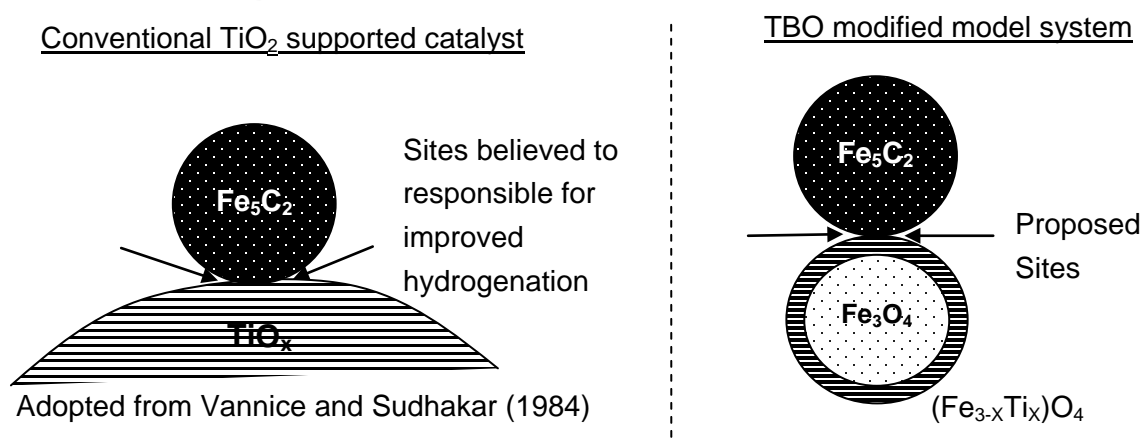 Conventional TiO₂ supported catalyst
Fe₅C₂
Sites believed to
responsible for
improved
hydrogenation
TiOₓ
Adopted from Vannice and Sudhakar (1984)
TBO modified model system
Fe₅C₂
Proposed
Sites
Fe₃O₄
(Fe₃₋ₓTiₓ)O₄